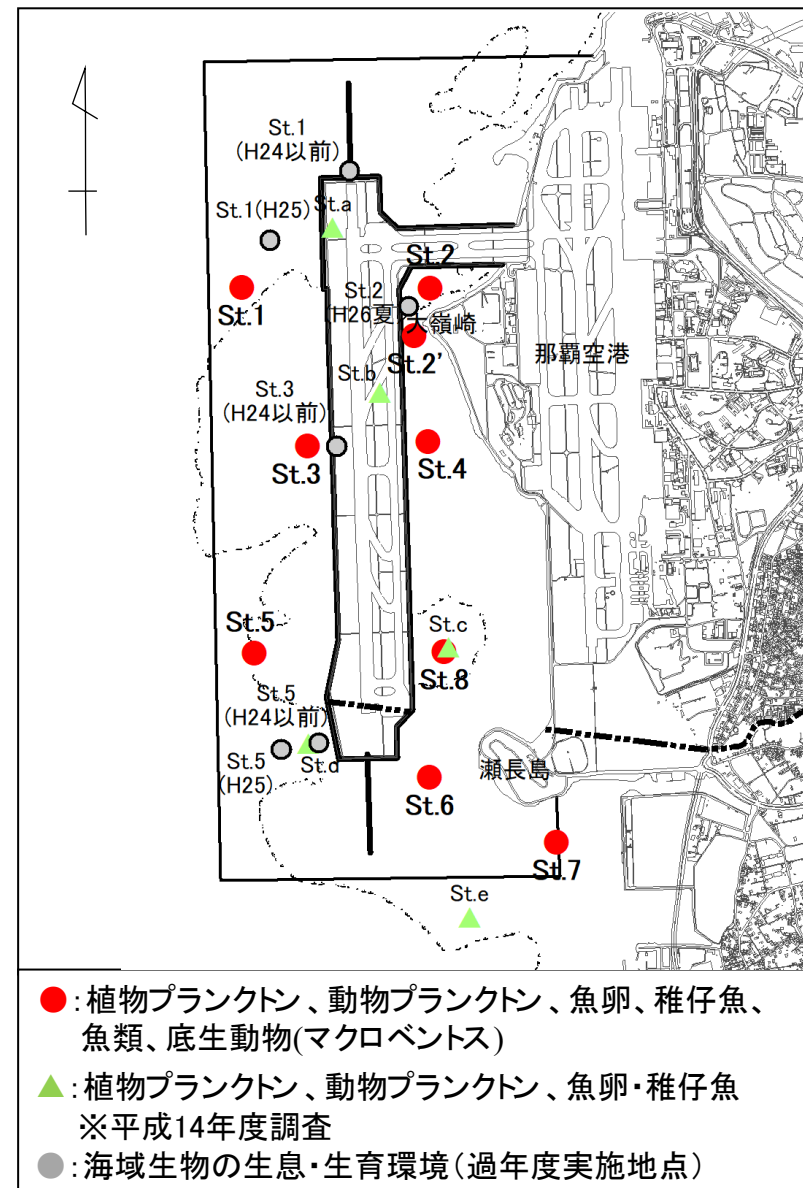 St.1
(H24以前)
St.1(H25)
St.a
St.2
St.1
St.2
(H26夏)
大嶺崎
那覇空港
St.2'
St.b
St.3
(H24以前)
St.3
St.4
St.5
St.c
St.8
St.5
(H24以前)
St.d
St.5
(H25)
瀬長島
St.6
St.7
St.e
●:植物プランクトン、動物プランクトン、魚卵、稚仔魚、
魚類、底生動物(マクロベントス)
▲:植物プランクトン、動物プランクトン、魚卵・稚仔魚
※平成14年度調査
●:海域生物の生息・生育環境(過年度実施地点)